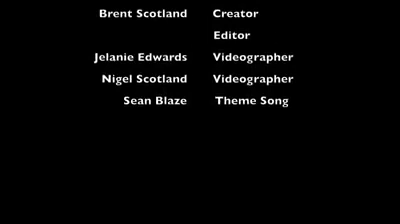 Brent Scotland Creator
Editor
Jelanie Edwards Videographer
Nigel Scotland Videographer
Sean Blaze Theme Song